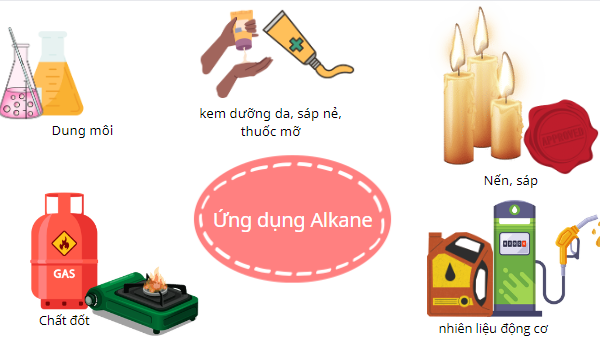 Dung môi
kem dưỡng da, sáp nẻ,
thuốc mỡ
APPROVED
Nến, sáp
Ứng dụng Alkane
GAS
Chất đốt
nhiên liệu động cơ